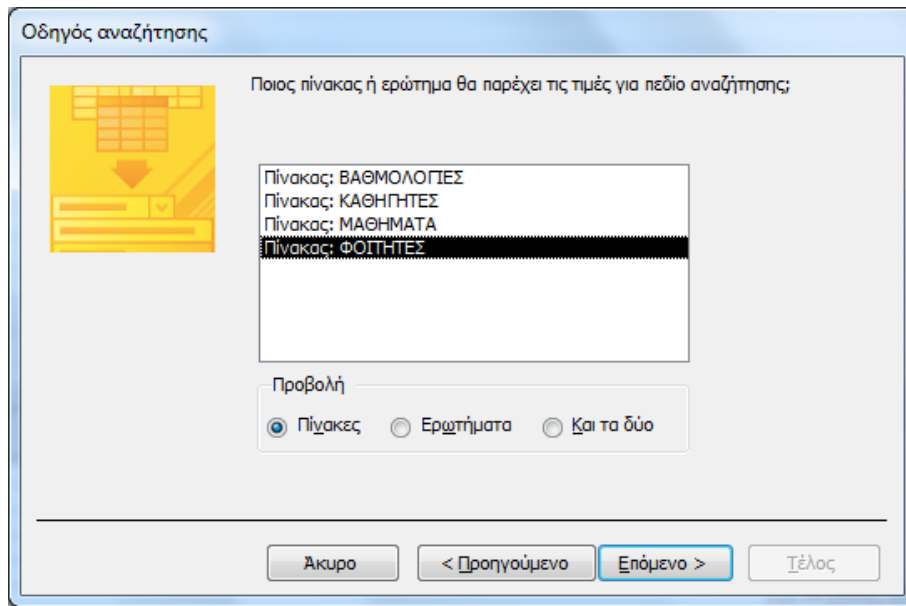 Οδηγός αναζήτησης
Ποιος πίνακας ή ερώτημα θα παρέχει τις τιμές για πεδίο αναζήτησης;
Πίνακας: ΒΑΘΜΟΛΟΓΙΕΣ
Πίνακας: ΚΑΘΗΓΗΤΕΣ
Πίνακας: ΜΑΘΗΜΑΤΑ
Πίνακας: ΦΟΙΤΗΤΕΣ
Προβολή
Πίνακες Ερωτήματα Και τα δύο
Άκυρο < Προηγούμενο Επόμενο > Τέλος